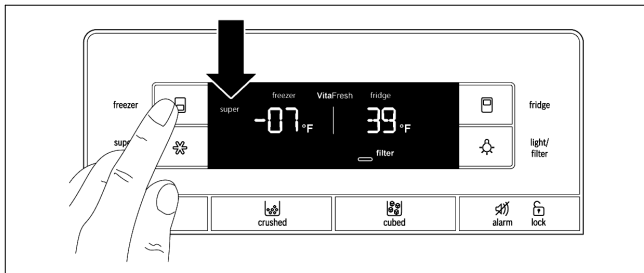 freezer VitaFresh fridge
super
-07°F 39°F
filter
freezer
fridge
light/
filter
crushed
cubed
alarm lock